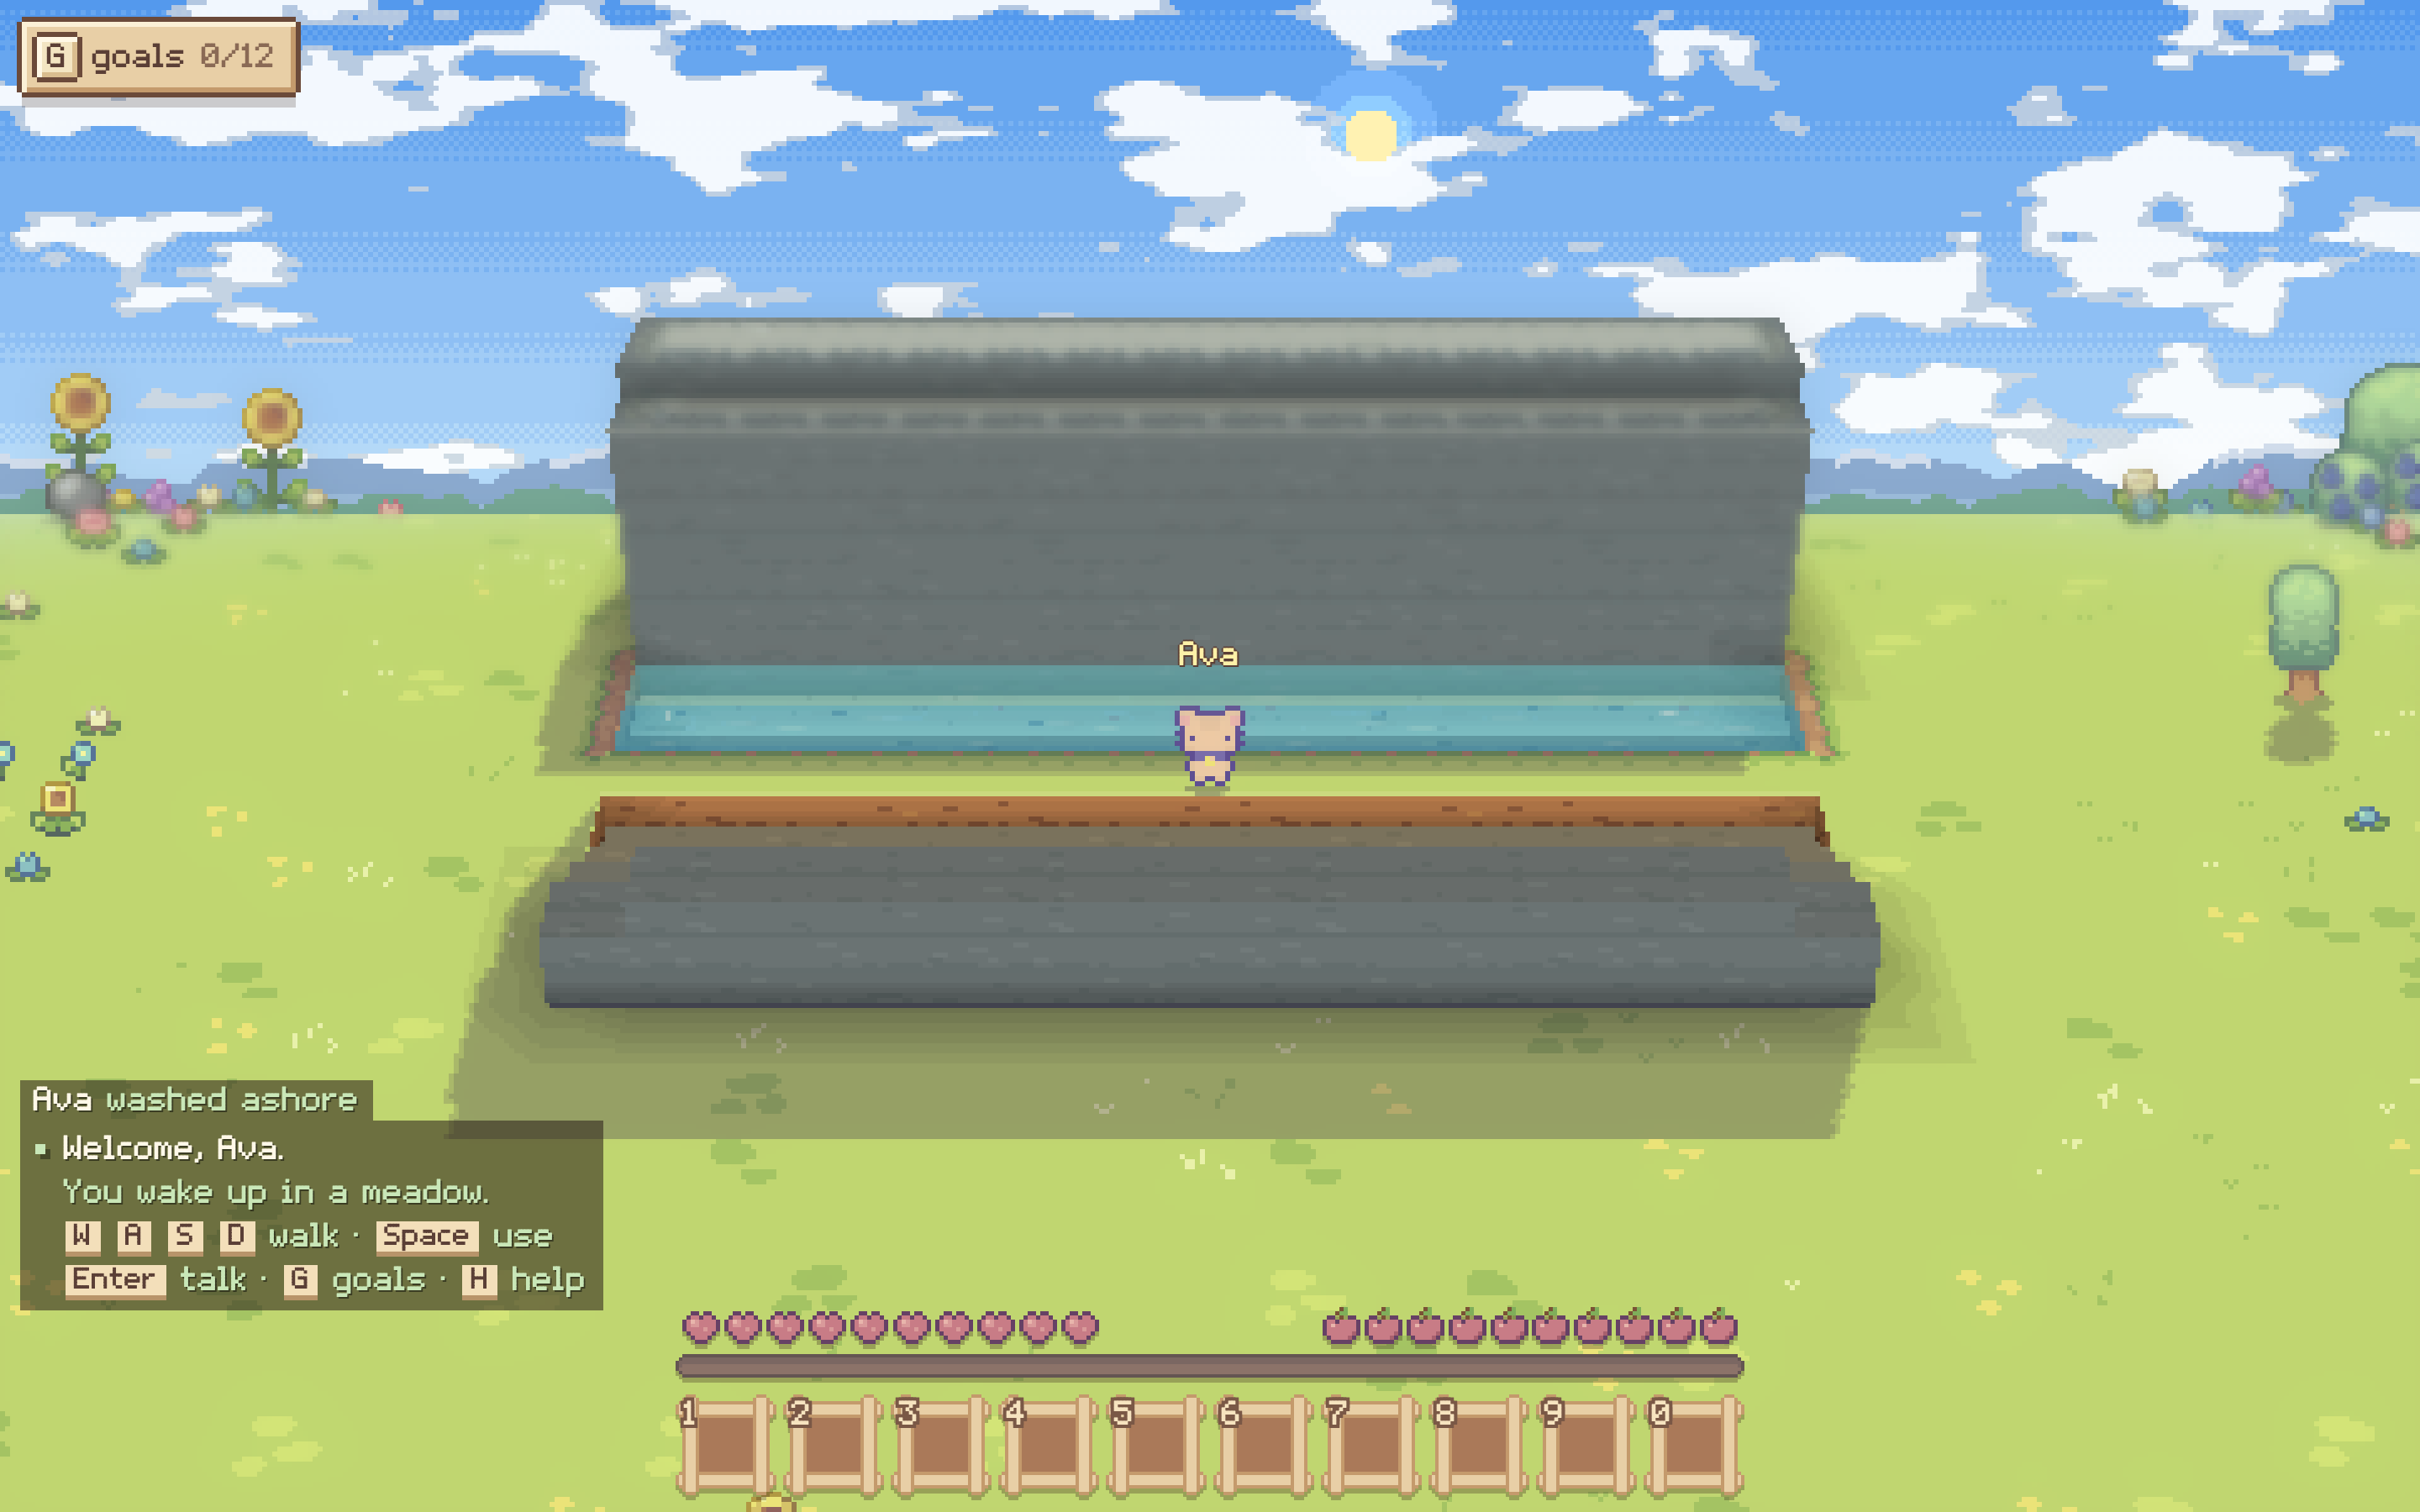 G goals 0/12
Ava
Ava washed ashore
Welcome, Ava.
You wake up in a meadow.
W A S D walk · Space use
Enter talk · G goals · H help
1 2 3 4 5 6 7 8 9 0